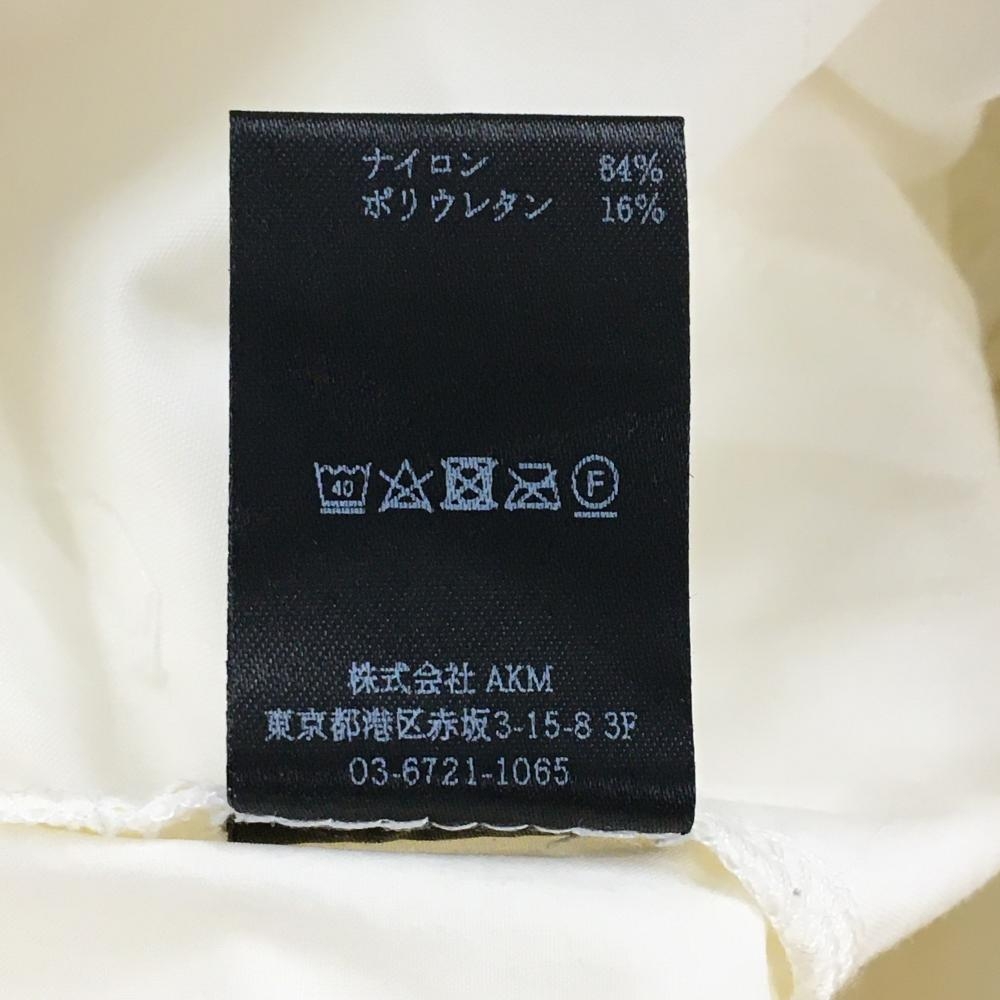 ナイロン 84%
ポリウレタン 16%
40 F
株式会社 AKM
東京都港区赤坂3-15-8 3F
03-6721-1065